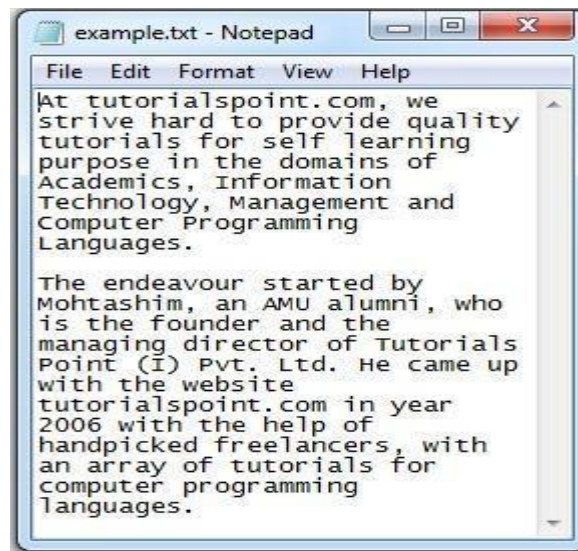 example.txt - Notepad
File Edit Format View Help
At tutorialspoint.com, we
strive hard to provide quality
tutorials for self learning
purpose in the domains of
Academics, Information
Technology, Management and
Computer Programming
Languages.
The endeavour started by
Mohtashim, an AMU alumni, who
is the founder and the
managing director of Tutorials
Point (I) Pvt. Ltd. He came up
with the website
tutorialspoint.com in year
2006 with the help of
handpicked freelancers, with
an array of tutorials for
computer programming
languages.